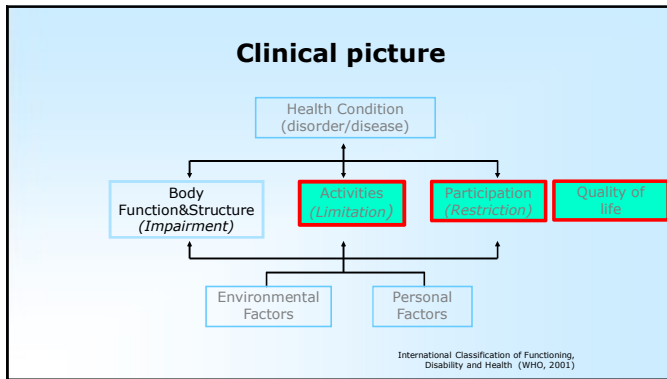 Clinical picture
Health Condition
(disorder/disease)
Body
Function&Structure
(Impairment)
Activities
(Limitation)
Participation
(Restriction)
Quality of
life
Environmental
Factors
Personal
Factors
International Classification of Functioning,
Disability and Health (WHO, 2001)